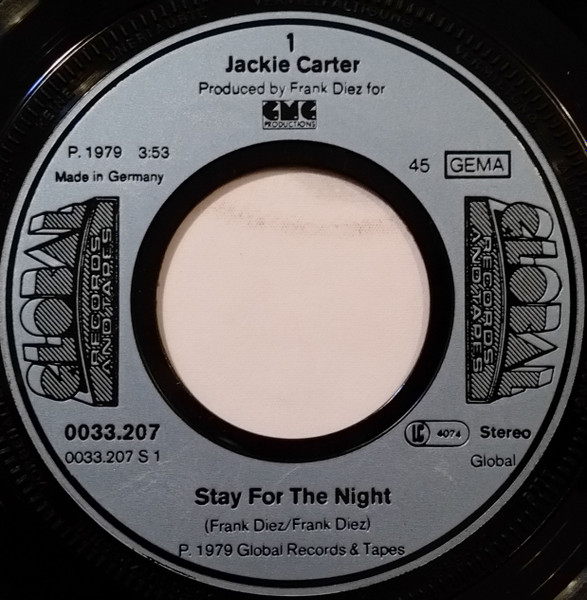 1
Jackie Carter
Produced by Frank Diez for
GMG
PRODUCTIONS
P. 1979 3:53
Made in Germany
45 GEMA
GLOBAL
RECORDS
AND TAPES
GLOBAL
RECORDS
AND TAPES
0033.207
0033.207 S 1
LC 4074 Stereo
Global
Stay For The Night
(Frank Diez/Frank Diez)
P. 1979 Global Records & Tapes